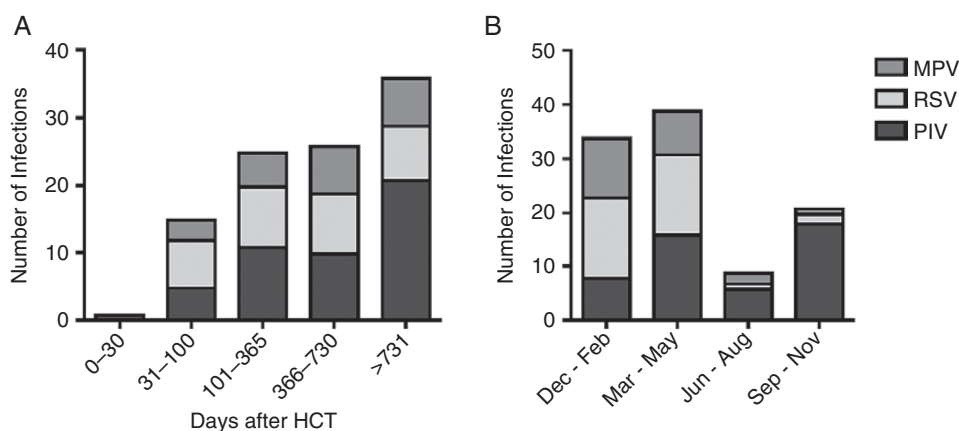 A
Number of Infections
40
30
20
10
0
0–30
31–100
101–365
366–730
>731
Days after HCT
B
Number of Infections
50
40
30
20
10
0
Dec - Feb
Mar - May
Jun - Aug
Sep - Nov
MPV
RSV
PIV